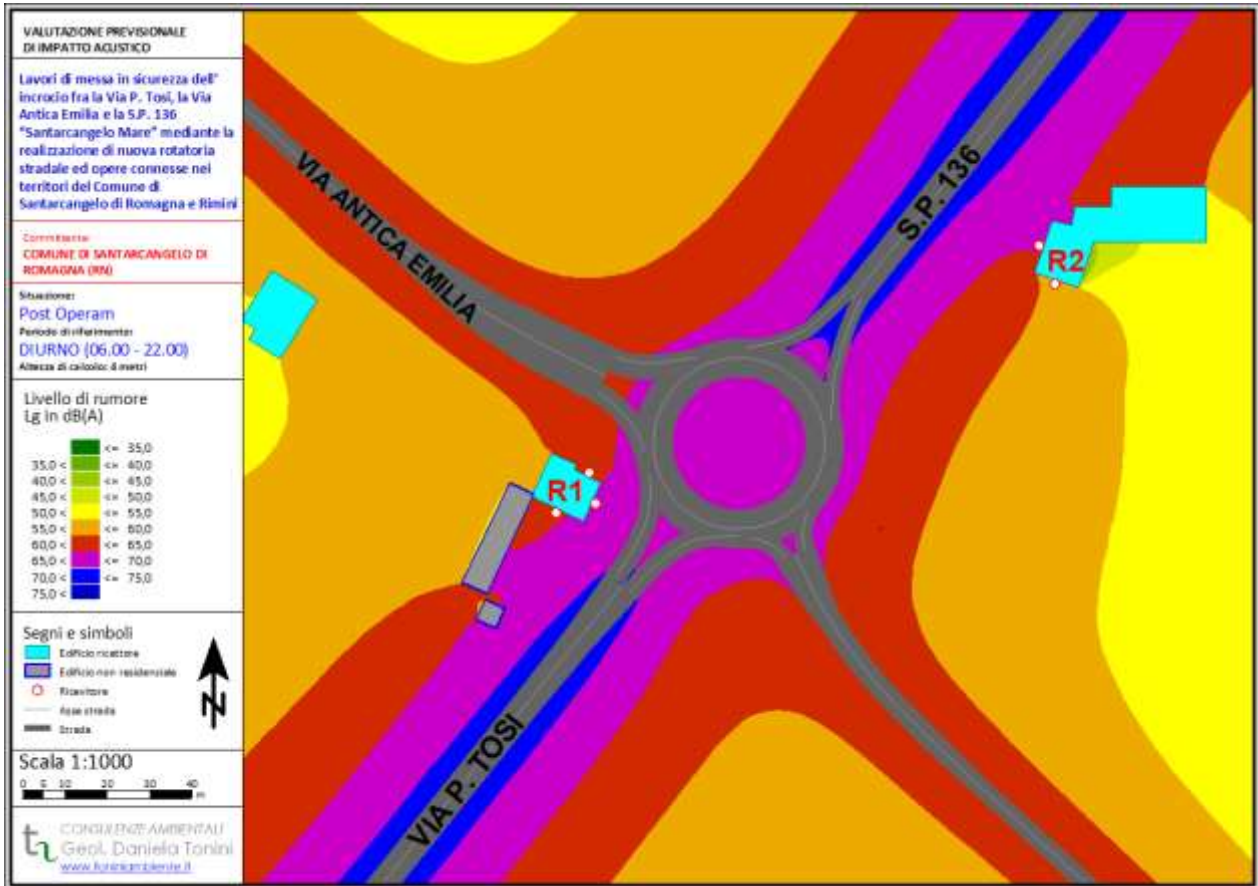 VALUTAZIONE PREVISIONALE
DI IMPATTO ACUSTICO
Lavori di messa in sicurezza dell'
incrocio fra la Via P. Tosi, la Via
Antica Emilia e la S.P. 136
"Santarcangelo Mare" mediante la
realizzazione di nuova rotatoria
stradale ed opere connesse nei
territori del Comune di
Santarcangelo di Romagna e Rimini
Committente:
COMUNE DI SANTARCANGELO DI
ROMAGNA (RN)
Situazione:
Post Operam
Periodo di riferimento:
DIURNO (06.00 - 22.00)
Altezza di calcolo: 4 metri
Livello di rumore
Lg in dB(A)
<= 35,0
35,0 < <= 40,0
40,0 < <= 45,0
45,0 < <= 50,0
50,0 < <= 55,0
55,0 < <= 60,0
60,0 < <= 65,0
65,0 < <= 70,0
70,0 < <= 75,0
75,0 <
Segni e simboli
Edificio ricettore
Edificio non residenziale
Ricevitore
Asse strada
Strada
N
Scala 1:1000
0 5 10 20 30 40
m
CONSULENZE AMBIENTALI
Geol. Daniela Tonini
www.toniniambiente.it
VIA ANTICA EMILIA
S.P. 136
R2
R1
VIA P. TOSI